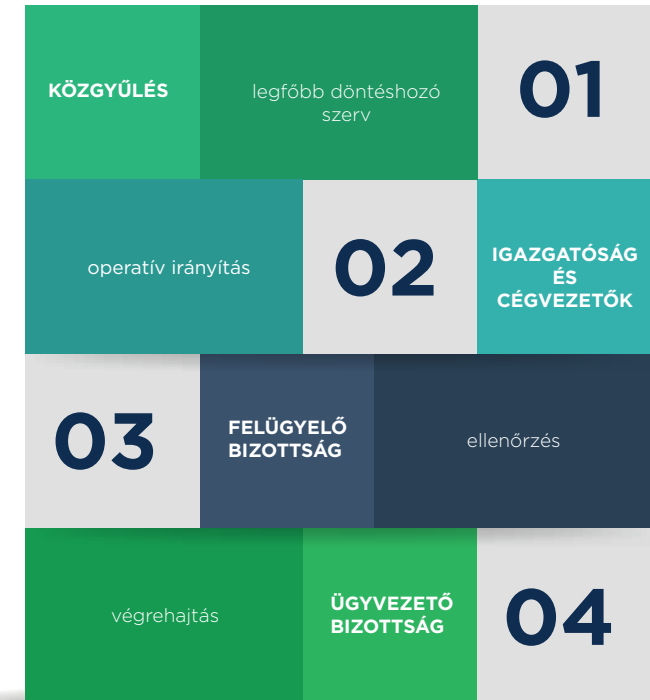 KÖZGYŰLÉS
legfőbb döntéshozó
szerv
01
operatív irányítás
02
IGAZGATÓSÁG
ÉS
CÉGVEZETŐK
03
FELÜGYELŐ
BIZOTTSÁG
ellenőrzés
végrehajtás
ÜGYVEZETŐ
BIZOTTSÁG
04